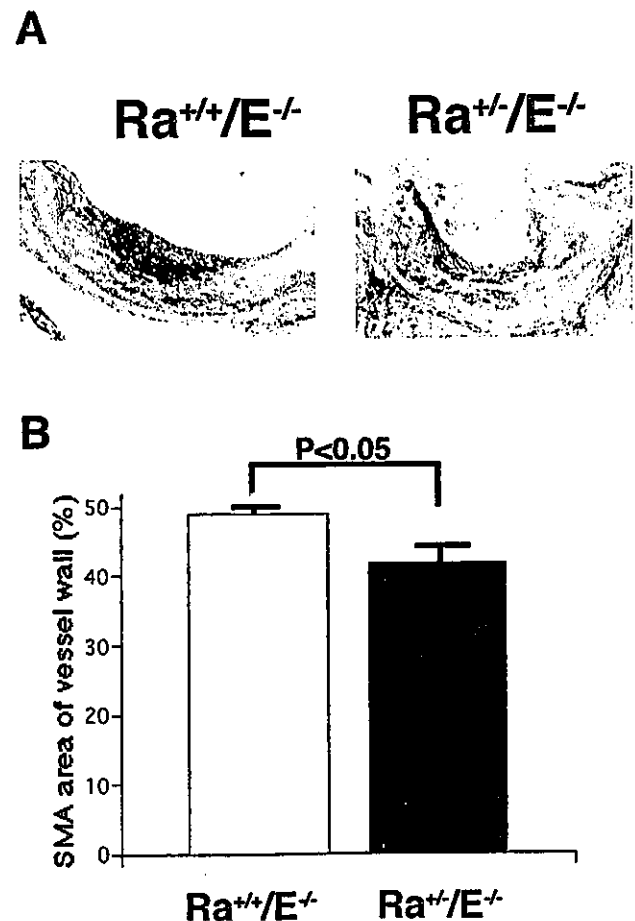 A
Ra+/+/E-/- Ra+/-/E-/-
B
P<0.05
SMA area of vessel wall (%)
50
40
30
20
10
0
Ra+/+/E-/- Ra+/-/E-/-